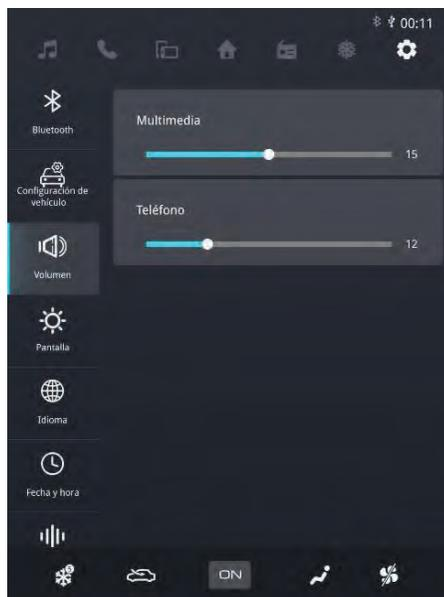 00:11
Bluetooth
Configuración de
vehículo
Volumen
Pantalla
Idioma
Fecha y hora
Multimedia
15
Teléfono
12
ON